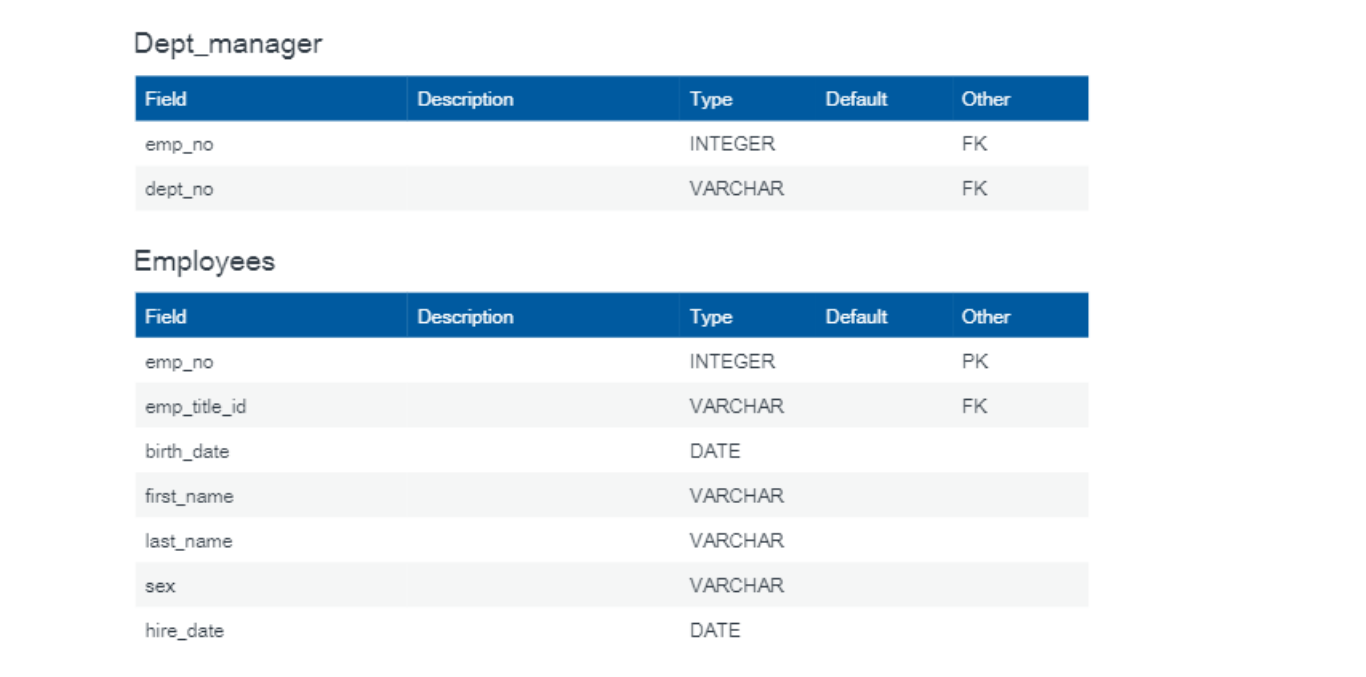 Dept_manager
Field Description Type Default Other
emp_no INTEGER FK
dept_no VARCHAR FK
Employees
Field Description Type Default Other
emp_no INTEGER PK
emp_title_id VARCHAR FK
birth_date DATE
first_name VARCHAR
last_name VARCHAR
sex VARCHAR
hire_date DATE